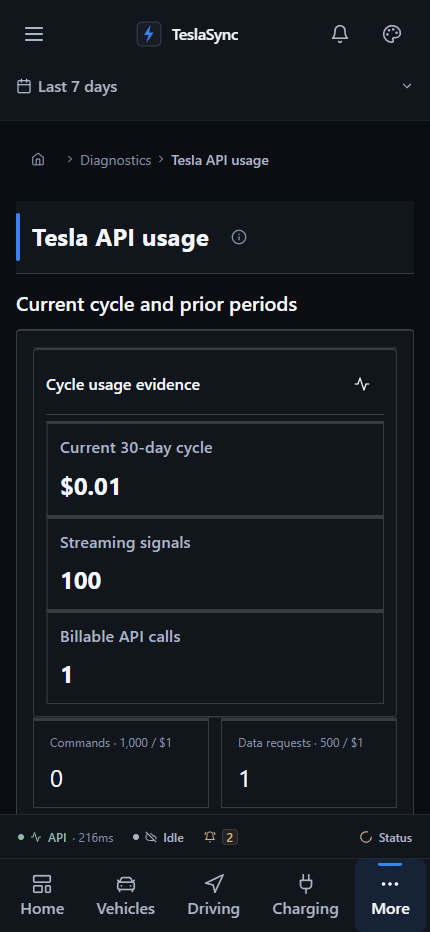 TeslaSync
Last 7 days
Diagnostics Tesla API usage
Tesla API usage
Current cycle and prior periods
Cycle usage evidence
Current 30-day cycle
$0.01
Streaming signals
100
Billable API calls
1
Commands · 1,000 / $1
Data requests · 500 / $1
0
1
API · 216ms Idle 2 Status
Home Vehicles Driving Charging More